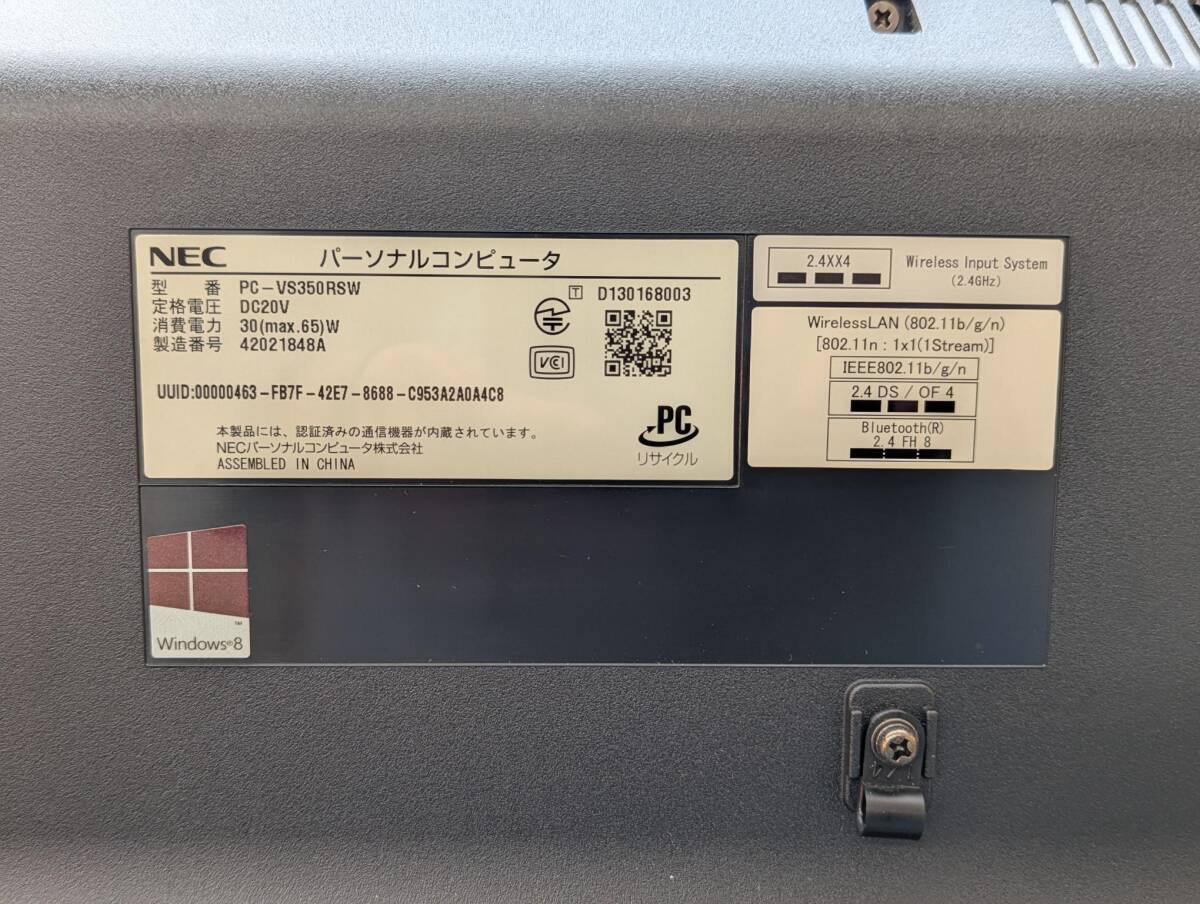 NEC パーソナルコンピュータ
型 番 PC-VS350RSW
定格電圧 DC20V
消費電力 30(max.65)W
製造番号 42021848A
T D130168003
VCCI
UUID:00000463-FB7F-42E7-8688-C953A2A0A4C8
本製品には、認証済みの通信機器が内蔵されています。
NECパーソナルコンピュータ株式会社
ASSEMBLED IN CHINA
PC
リサイクル
2.4XX4
Wireless Input System
(2.4GHz)
WirelessLAN (802.11b/g/n)
[802.11n : 1x1(1Stream)]
IEEE802.11b/g/n
2.4 DS / OF 4
Bluetooth(R)
2.4 FH 8
TM
Windows®8